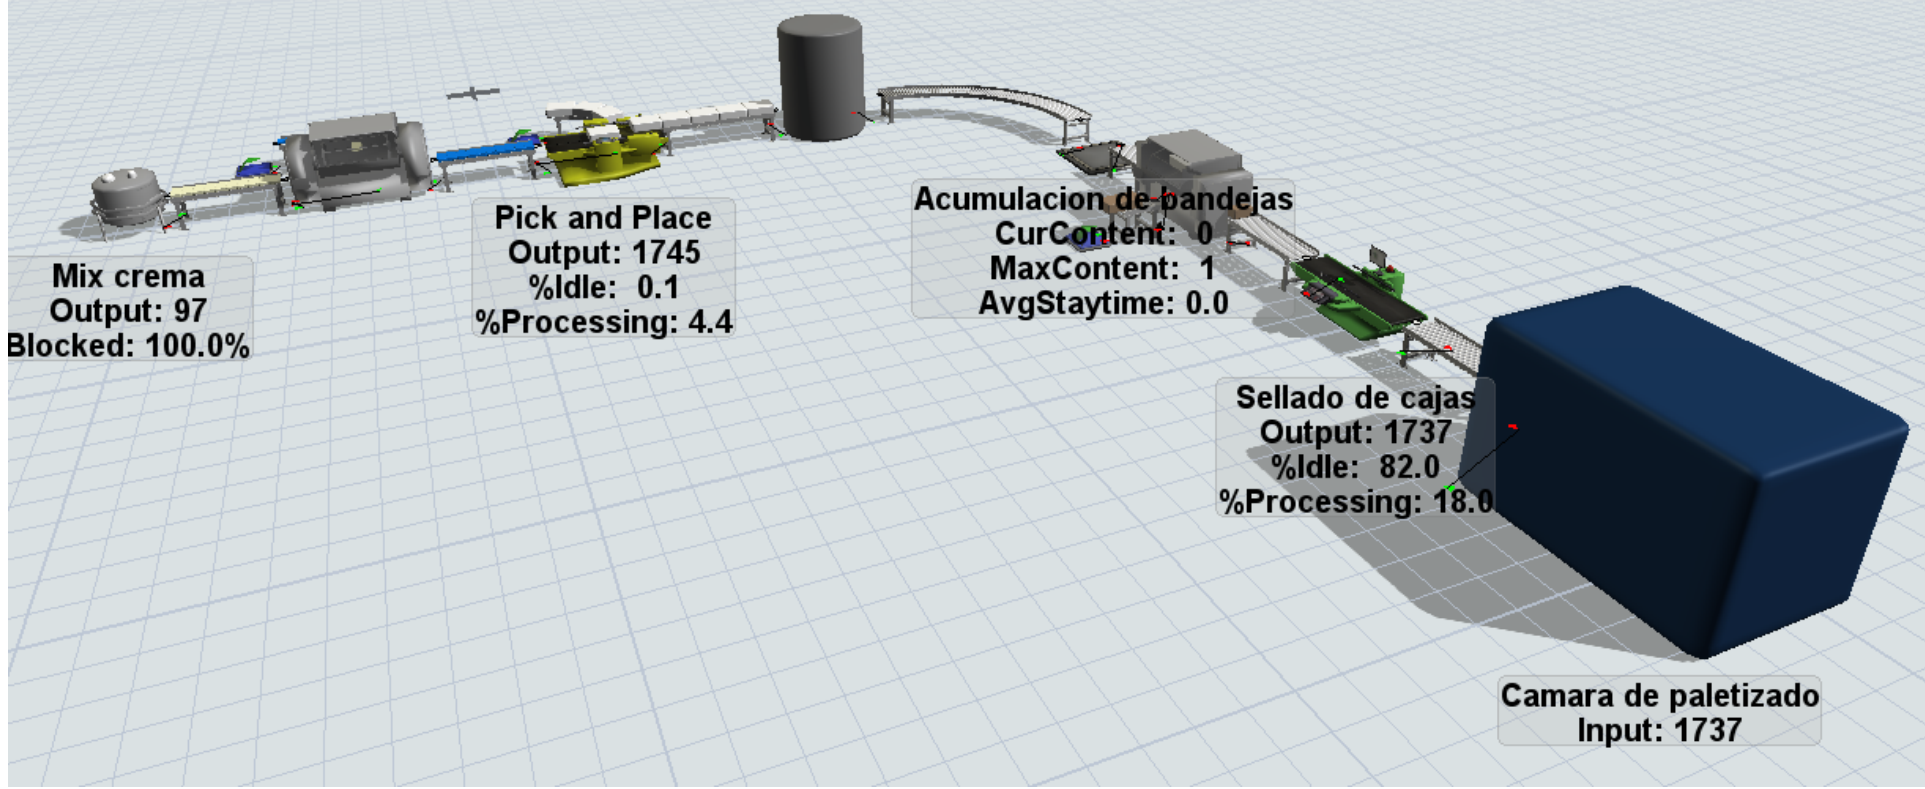 Mix crema
Output: 97
Blocked: 100.0%
Pick and Place
Output: 1745
%Idle: 0.1
%Processing: 4.4
Acumulacion de bandejas
CurContent: 0
MaxContent: 1
AvgStaytime: 0.0
Sellado de cajas
Output: 1737
%Idle: 82.0
%Processing: 18.0
Camara de paletizado
Input: 1737